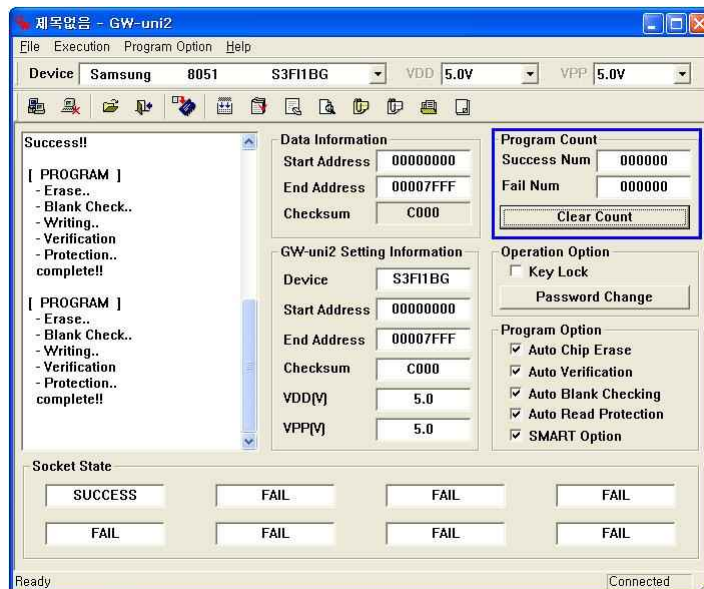 제목없음 - GW-uni2
File Execution Program Option Help
Device Samsung 8051 S3FI1BG VDD 5.0V VPP 5.0V
Success!!
[ PROGRAM ]
- Erase..
- Blank Check..
- Writing..
- Verification
- Protection..
complete!!
[ PROGRAM ]
- Erase..
- Blank Check..
- Writing..
- Verification
- Protection..
complete!!
Data Information
Start Address 00000000
End Address 00007FFF
Checksum C000
GW-uni2 Setting Information
Device S3FI1BG
Start Address 00000000
End Address 00007FFF
Checksum C000
VDD(V) 5.0
VPP(V) 5.0
Program Count
Success Num 000000
Fail Num 000000
Clear Count
Operation Option
Key Lock
Password Change
Program Option
Auto Chip Erase
Auto Verification
Auto Blank Checking
Auto Read Protection
SMART Option
Socket State
SUCCESS FAIL FAIL FAIL
FAIL FAIL FAIL FAIL
Ready Connected